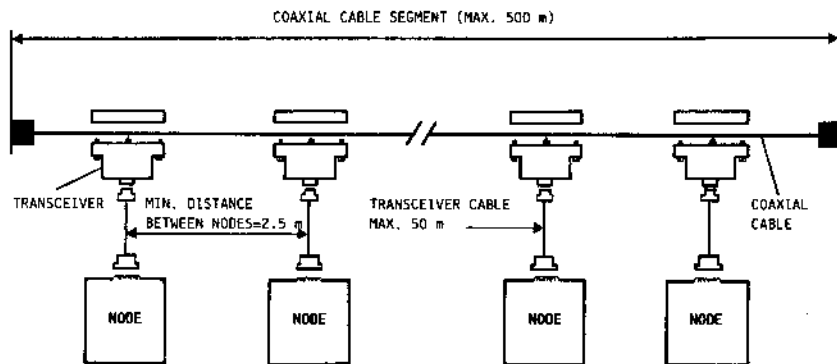 COAXIAL CABLE SEGMENT (MAX. 500 m)
TRANSCEIVER
MIN. DISTANCE
BETWEEN NODES=2.5 m
TRANSCEIVER CABLE
MAX. 50 m
COAXIAL
CABLE
NODE
NODE
NODE
NODE